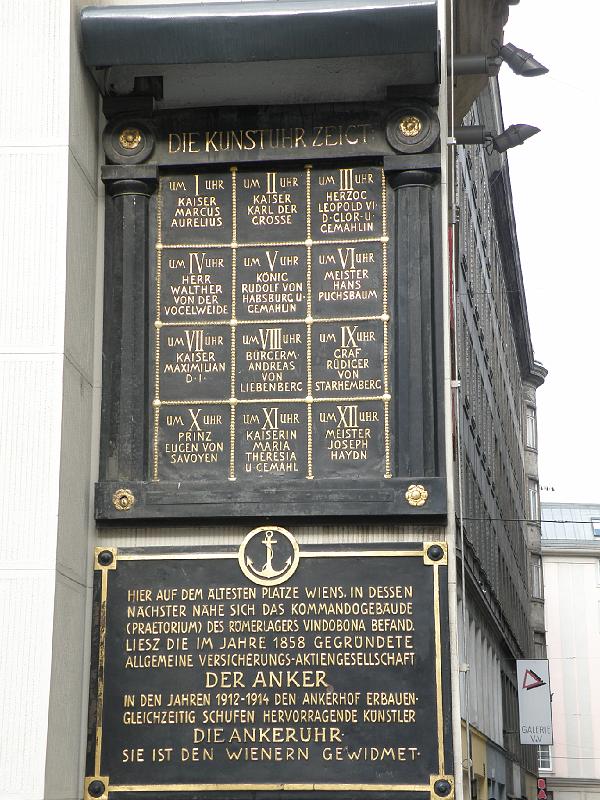 DIE KUNSTUHR ZEIGT
UM I UHR
KAISER
MARCUS
AURELIUS
UM II UHR
KAISER
KARL DER
GROSSE
UM III UHR
HERZOG
LEOPOLD VI·
D·GLOR·U·
GEMAHLIN
UM IV UHR
HERR
WALTHER
VON DER
VOGELWEIDE
UM V UHR
KÖNIG
RUDOLF VON
HABSBURG U·
GEMAHLIN
UM VI UHR
MEISTER
HANS
PUCHSBAUM
UM VII UHR
KAISER
MAXIMILIAN
D·I·
UM VIII UHR
BÜRGERM·
ANDREAS
VON
LIEBENBERG
UM IX UHR
GRAF
RÜDIGER
VON
STARHEMBERG
UM X UHR
PRINZ
EUGEN VON
SAVOYEN
UM XI UHR
KAISERIN
MARIA
THERESIA
U·GEMAHL
UM XII UHR
MEISTER
JOSEPH
HAYDN
HIER AUF DEM ÄLTESTEN PLATZE WIENS, IN DESSEN
NÄCHSTER NÄHE SICH DAS KOMMANDOGEBÄUDE
(PRAETORIUM) DES RÖMERLAGERS VINDOBONA BEFAND,
LIESZ DIE IM JAHRE 1858 GEGRÜNDETE
ALLGEMEINE VERSICHERUNGS-AKTIENGESELLSCHAFT
DER ANKER
IN DEN JAHREN 1912-1914 DEN ANKERHOF ERBAUEN·
GLEICHZEITIG SCHUFEN HERVORRAGENDE KÜNSTLER
DIE ANKERUHR·
SIE IST DEN WIENERN GEWIDMET·
GALERIE